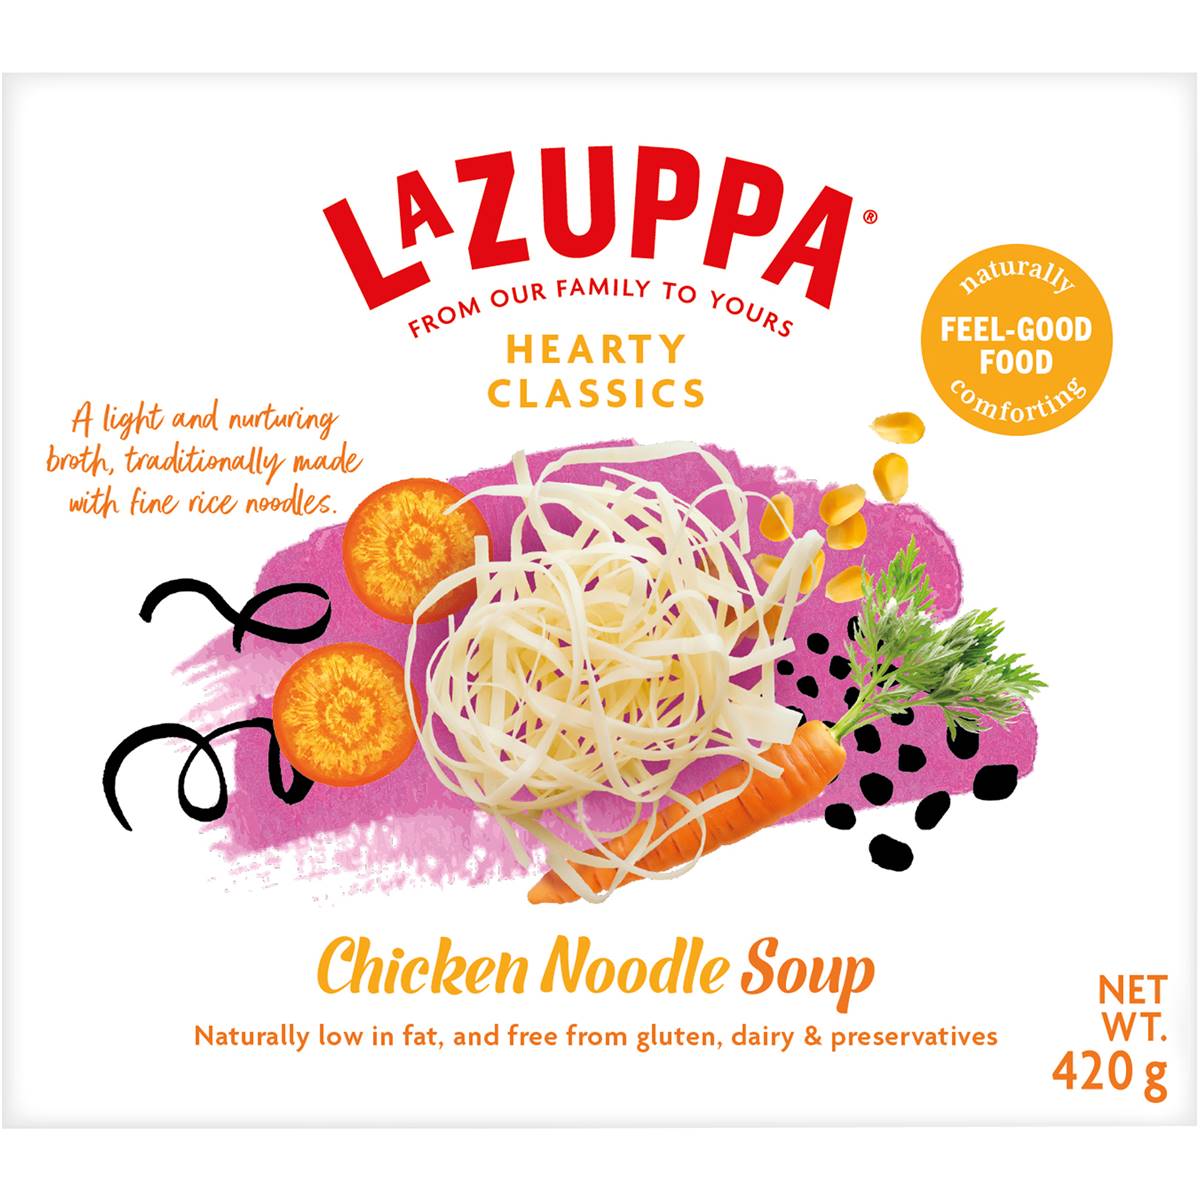 LAZUPPA®
FROM OUR FAMILY TO YOURS
HEARTY
CLASSICS
naturally
FEEL-GOOD
FOOD
comforting
A light and nurturing
broth, traditionally made
with fine rice noodles.
Chicken Noodle Soup
Naturally low in fat, and free from gluten, dairy & preservatives
NET
WT.
420 g